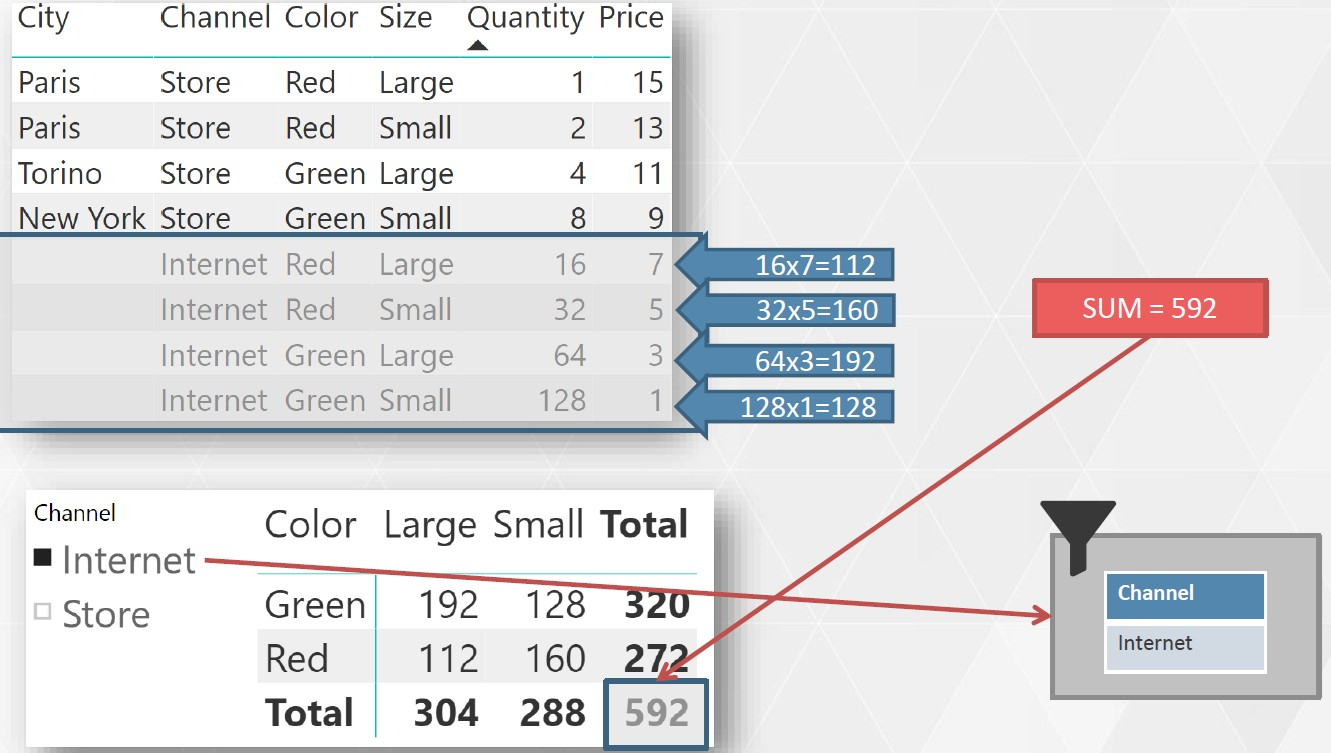 City Channel Color Size Quantity Price
Paris Store Red Large 1 15
Paris Store Red Small 2 13
Torino Store Green Large 4 11
New York Store Green Small 8 9
Internet Red Large 16 7
16x7=112
Internet Red Small 32 5
32x5=160
SUM = 592
Internet Green Large 64 3
64x3=192
Internet Green Small 128 1
128x1=128
Channel
Internet
Store
Color Large Small Total
Green 192 128 320
Red 112 160 272
Total 304 288 592
Channel
Internet